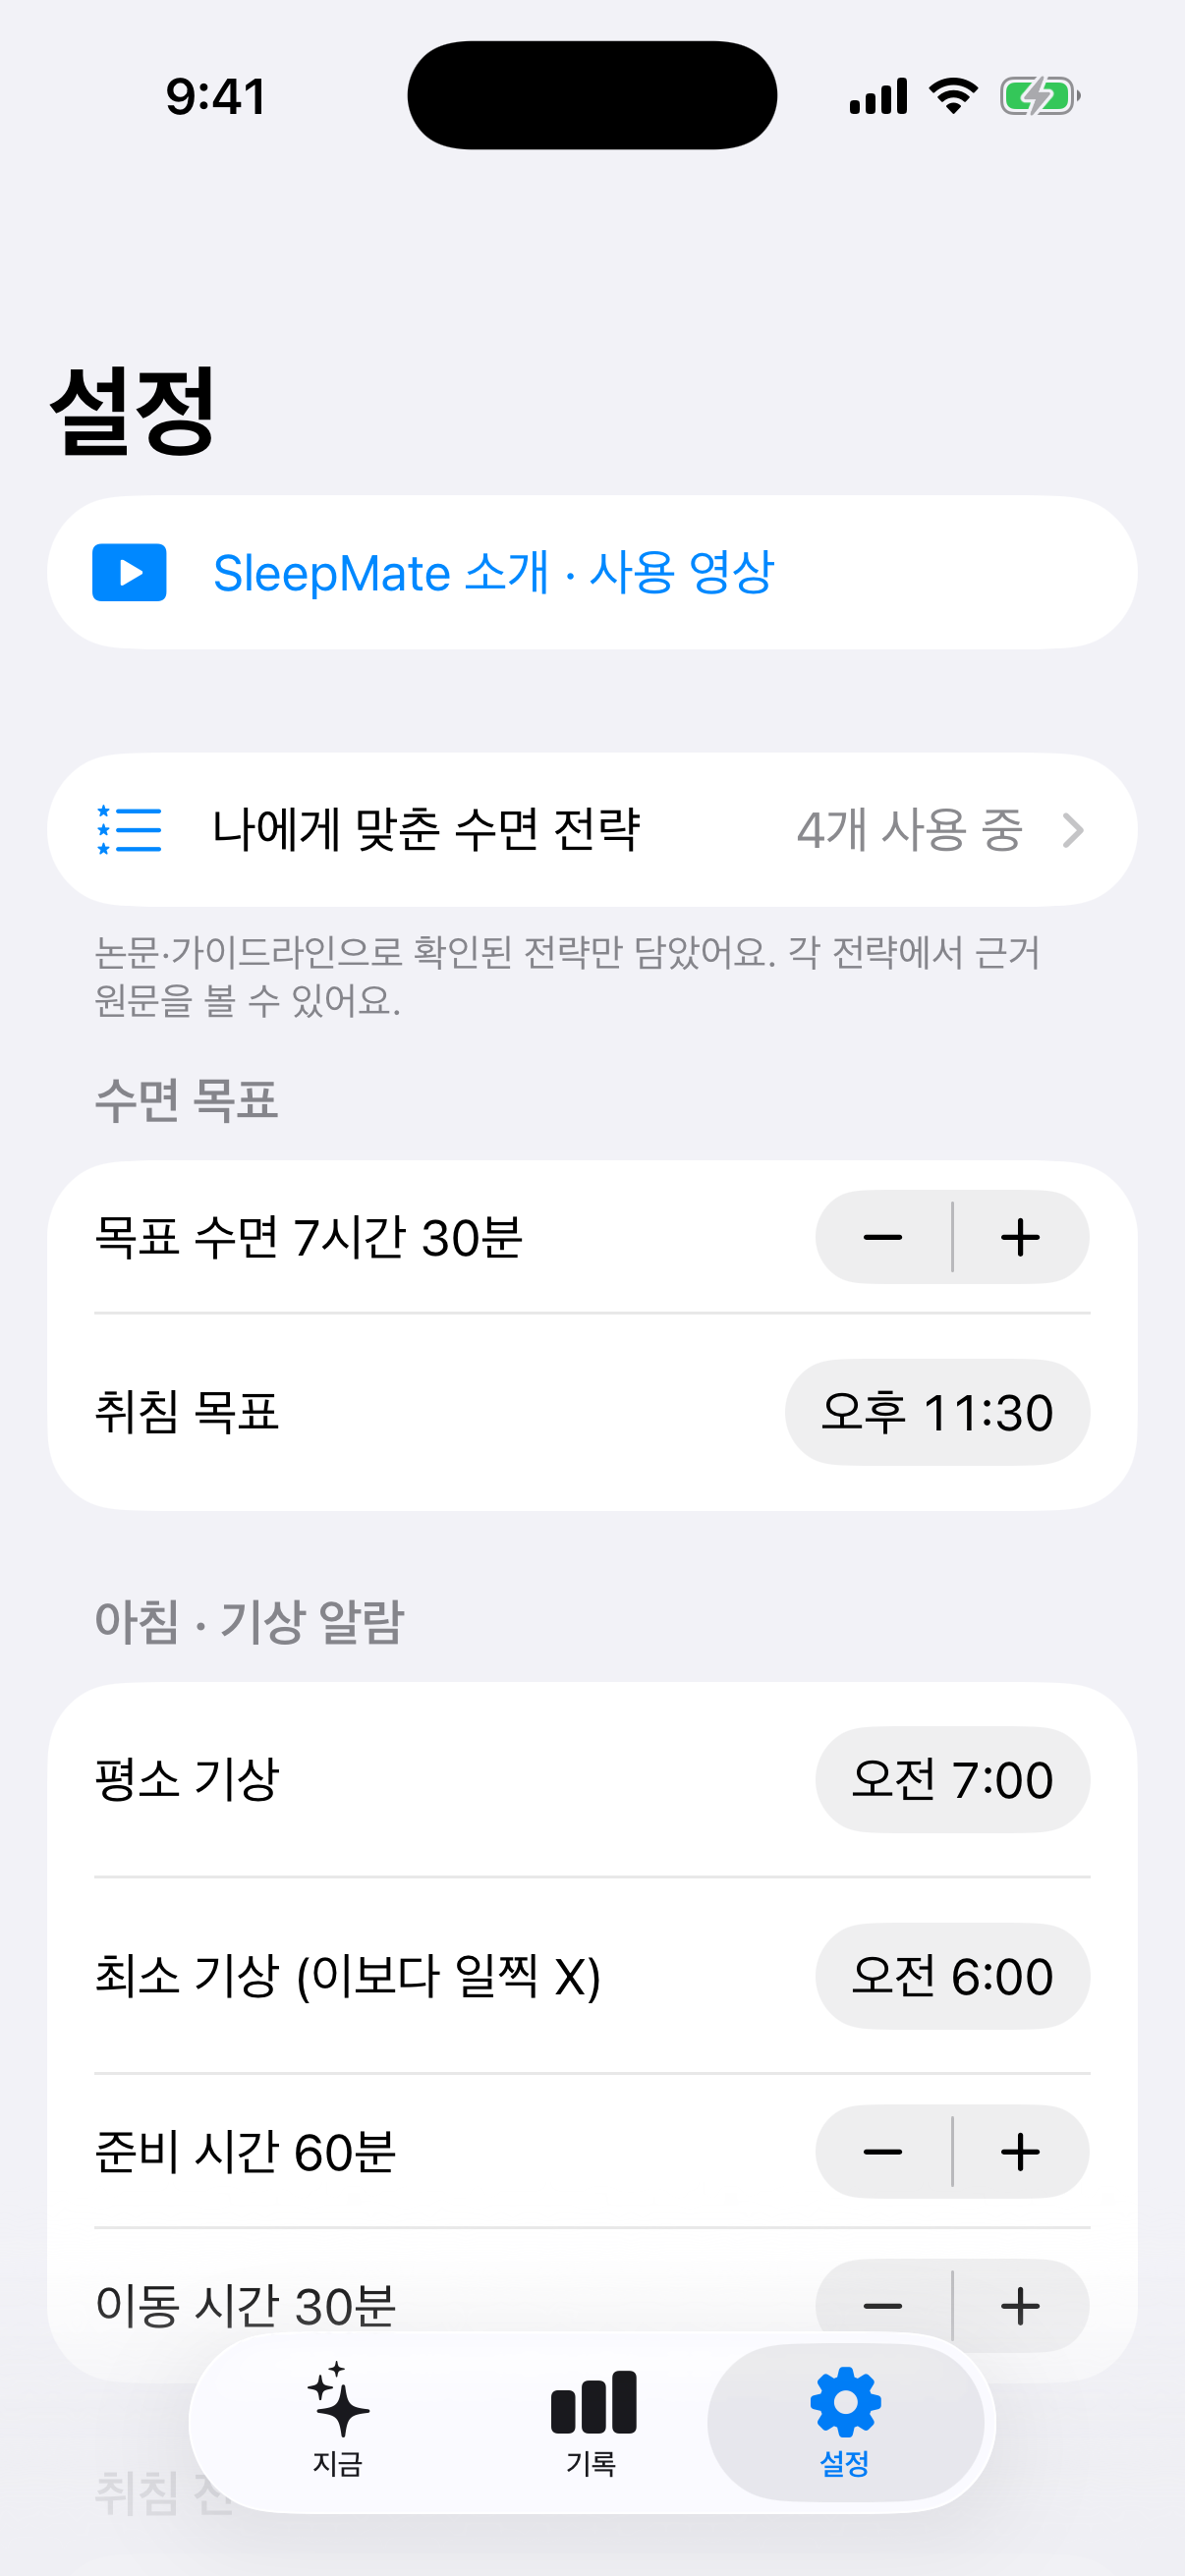 9:41
설정
SleepMate 소개 · 사용 영상
나에게 맞춘 수면 전략
4개 사용 중
논문·가이드라인으로 확인된 전략만 담았어요. 각 전략에서 근거
원문을 볼 수 있어요.
수면 목표
목표 수면 7시간 30분
취침 목표
오후 11:30
아침 · 기상 알람
평소 기상
오전 7:00
최소 기상 (이보다 일찍 X)
오전 6:00
준비 시간 60분
이동 시간 30분
취침 전
지금
기록
설정